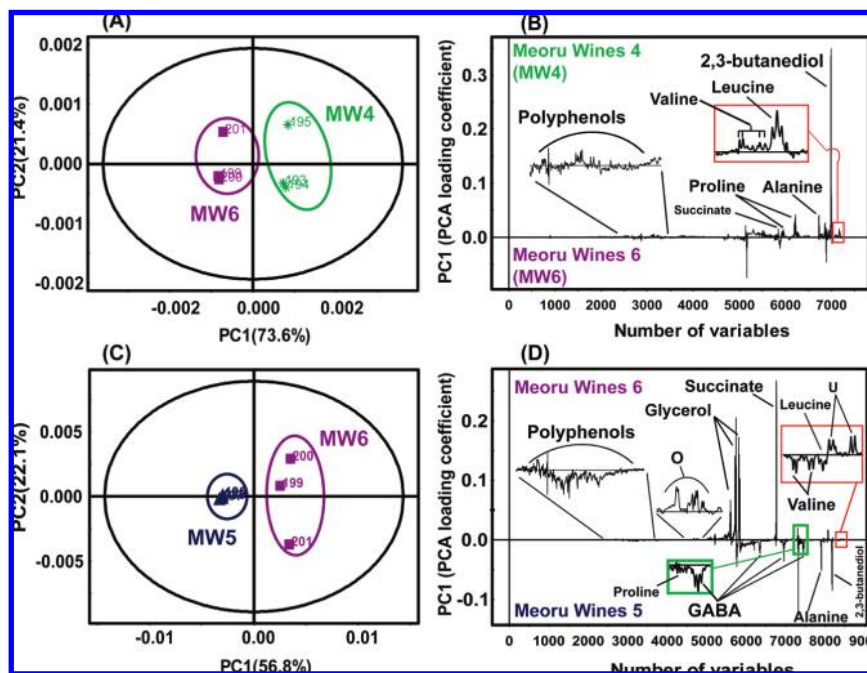 (A)
0.002
0.001
0.000
-0.001
-0.002
PC2(21.4%)
201
199
195
193
194
MW4
MW6
0.000
0.002
PC1(73.6%)
(B)
Meoru Wines 4
(MW4)
2,3-butanediol
Leucine
Valine
Polyphenols
Proline
Alanine
Succinate
Meoru Wines 6
(MW6)
0.3
0.2
0.1
0.0
PC1 (PCA loading coefficient)
0 1000 2000 3000 4000 5000 6000 7000
Number of variables
(C)
0.005
0.000
-0.005
PC2(22.1%)
MW6
200
199
201
MW5
-0.01
0.00
0.01
PC1(56.8%)
(D)
Meoru Wines 6
Succinate
U
Glycerol
Leucine
Polyphenols
O
Valine
Proline
GABA
Meoru Wines 5
Alanine
2,3-butanediol
0.2
0.1
0.0
-0.1
PC1 (PCA loading coefficient)
0 1000 2000 3000 4000 5000 6000 7000 8000 900
Number of variables